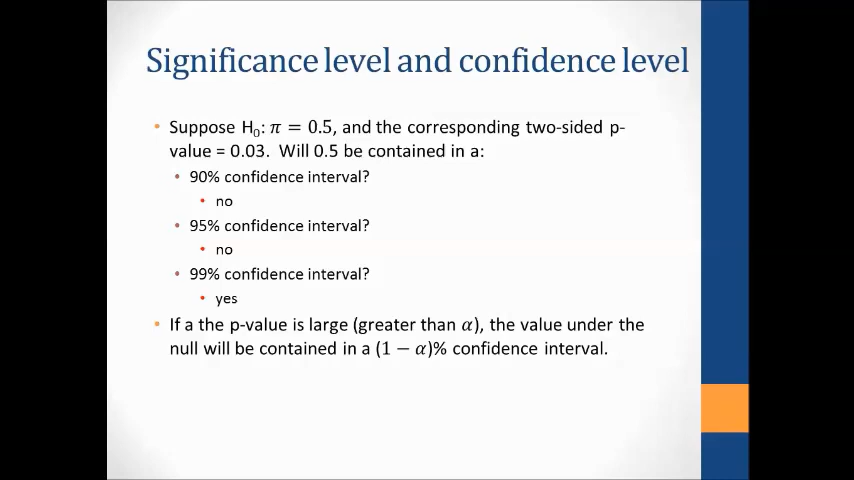 Significance level and confidence level
• Suppose H₀: π = 0.5, and the corresponding two-sided p-
value = 0.03. Will 0.5 be contained in a:
• 90% confidence interval?
• no
• 95% confidence interval?
• no
• 99% confidence interval?
• yes
• If a the p-value is large (greater than α), the value under the
null will be contained in a (1 − α)% confidence interval.